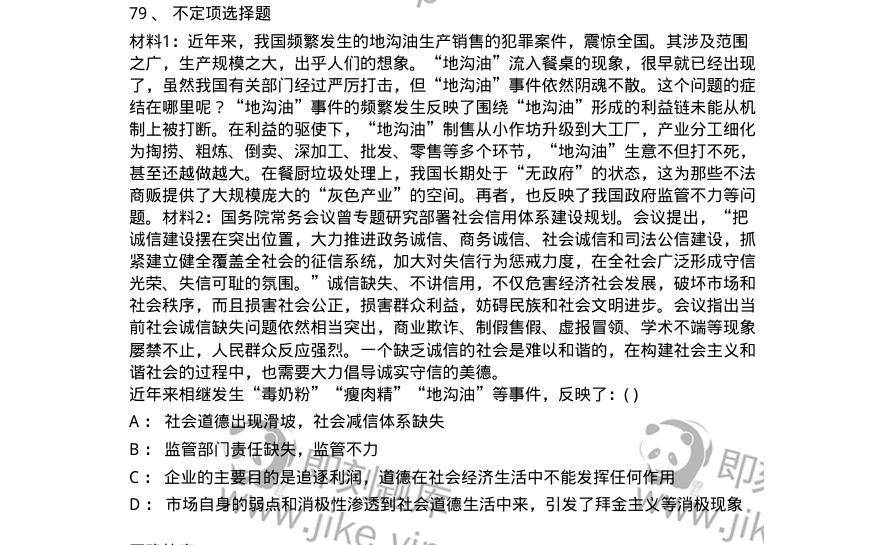 79 、 不定项选择题
材料1：近年来，我国频繁发生的地沟油生产销售的犯罪案件，震惊全国。其涉及范围
之广，生产规模之大，出乎人们的想象。“地沟油”流入餐桌的现象，很早就已经出现
了，虽然我国有关部门经过严厉打击，但“地沟油”事件依然阴魂不散。这个问题的症
结在哪里呢？“地沟油”事件的频繁发生反映了围绕“地沟油”形成的利益链未能从机
制上被打断。在利益的驱使下，“地沟油”制售从小作坊升级到大工厂，产业分工细化
为掏捞、粗炼、倒卖、深加工、批发、零售等多个环节，“地沟油”生意不但打不死，
甚至还越做越大。在餐厨垃圾处理上，我国长期处于“无政府”的状态，这为那些不法
商贩提供了大规模庞大的“灰色产业”的空间。再者，也反映了我国政府监管不力等问
题。材料2：国务院常务会议曾专题研究部署社会信用体系建设规划。会议提出，“把
诚信建设摆在突出位置，大力推进政务诚信、商务诚信、社会诚信和司法公信建设，抓
紧建立健全覆盖全社会的征信系统，加大对失信行为惩戒力度，在全社会广泛形成守信
光荣、失信可耻的氛围。”诚信缺失、不讲信用，不仅危害经济社会发展，破坏市场和
社会秩序，而且损害社会公正，损害群众利益，妨碍民族和社会文明进步。会议指出当
前社会诚信缺失问题依然相当突出，商业欺诈、制假售假、虚报冒领、学术不端等现象
屡禁不止，人民群众反应强烈。一个缺乏诚信的社会是难以和谐的，在构建社会主义和
谐社会的过程中，也需要大力倡导诚实守信的美德。
近年来相继发生“毒奶粉”“瘦肉精”“地沟油”等事件，反映了：( )
A： 社会道德出现滑坡，社会减信体系缺失
B： 监管部门责任缺失，监管不力
C： 企业的主要目的是追逐利润，道德在社会经济生活中不能发挥任何作用
D： 市场自身的弱点和消极性渗透到社会道德生活中来，引发了拜金主义等消极现象
即刻题库
www.jike.vip